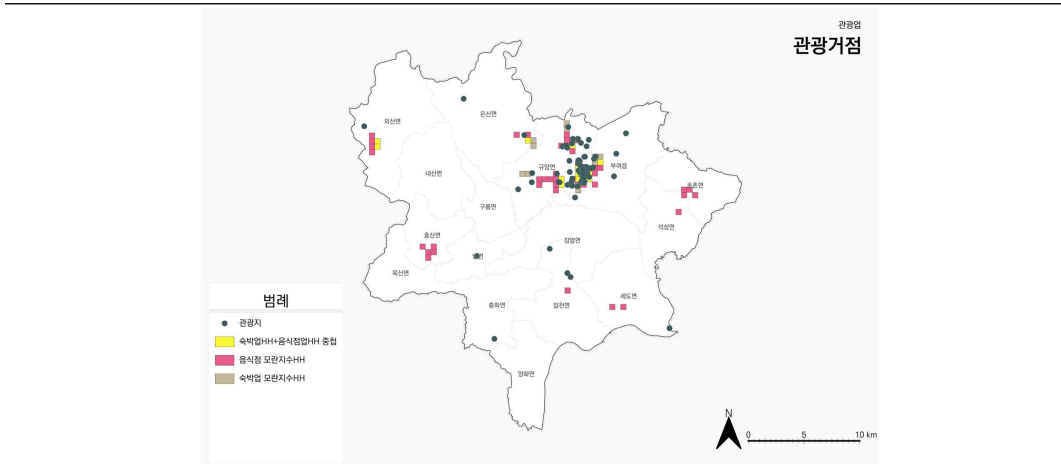 관광업
관광거점
외산면
은산면
내산면
규암면
부여읍
초촌면
구룡면
석성면
홍산면
장암면
남면
옥산면
충화면
임천면
세도면
양화면
범례
관광지
숙박업HH+음식점업HH 중첩
음식점 모란지수HH
숙박업 모란지수HH
N
0 5 10 km